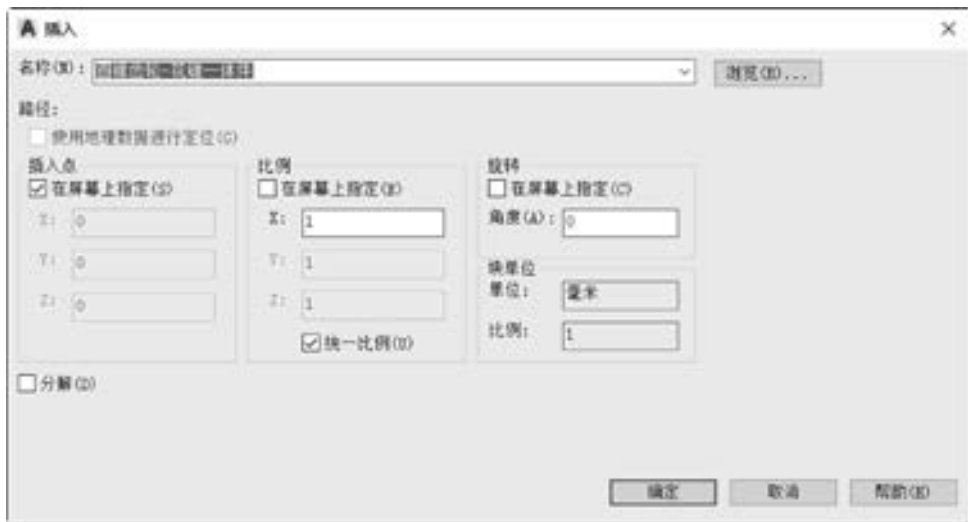 A 插入
名称(N):
浏览(B)...
路径:
使用地理数据进行定位(G)
插入点
在屏幕上指定(S)
X: 0
Y: 0
Z: 0
比例
在屏幕上指定(E)
X: 1
Y: 1
Z: 1
统一比例(U)
旋转
在屏幕上指定(C)
角度(A): 0
块单位
单位: 毫米
比例: 1
分解(D)
确定
取消
帮助(H)